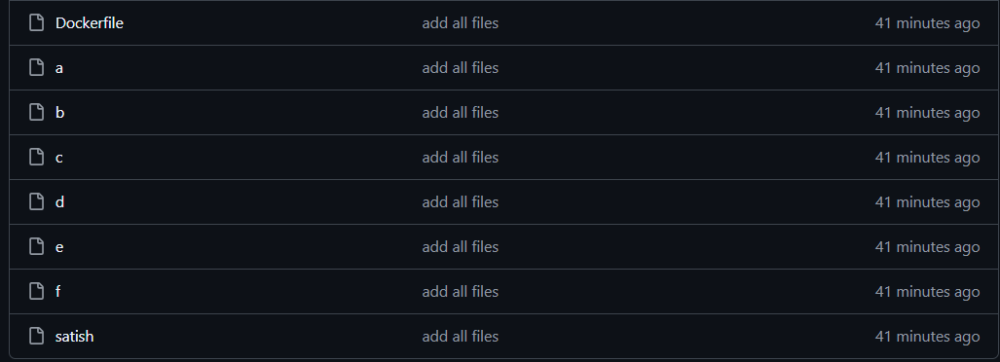 Dockerfile add all files 41 minutes ago
a add all files 41 minutes ago
b add all files 41 minutes ago
c add all files 41 minutes ago
d add all files 41 minutes ago
e add all files 41 minutes ago
f add all files 41 minutes ago
satish add all files 41 minutes ago